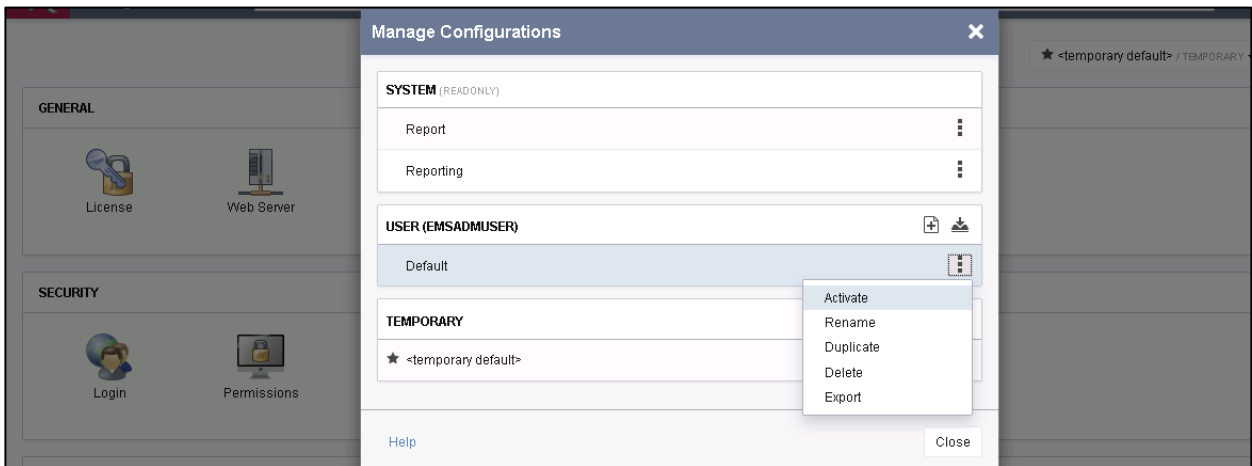 Manage Configurations
<temporary default> / TEMPORARY
SYSTEM (READONLY)
GENERAL
Report
Reporting
License
Web Server
USER (EMSADMUSER)
Default
SECURITY
Activate
TEMPORARY
Rename
Duplicate
<temporary default>
Delete
Login
Permissions
Export
Help
Close